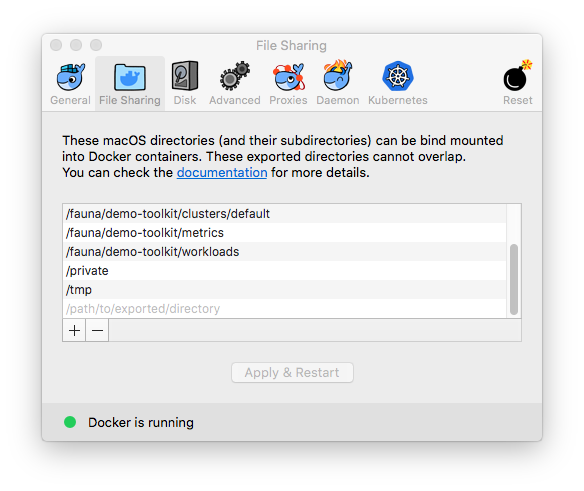 File Sharing
General File Sharing Disk Advanced Proxies Daemon Kubernetes Reset
These macOS directories (and their subdirectories) can be bind mounted
into Docker containers. These exported directories cannot overlap.
You can check the documentation for more details.
/fauna/demo-toolkit/clusters/default
/fauna/demo-toolkit/metrics
/fauna/demo-toolkit/workloads
/private
/tmp
/path/to/exported/directory
Apply & Restart
Docker is running